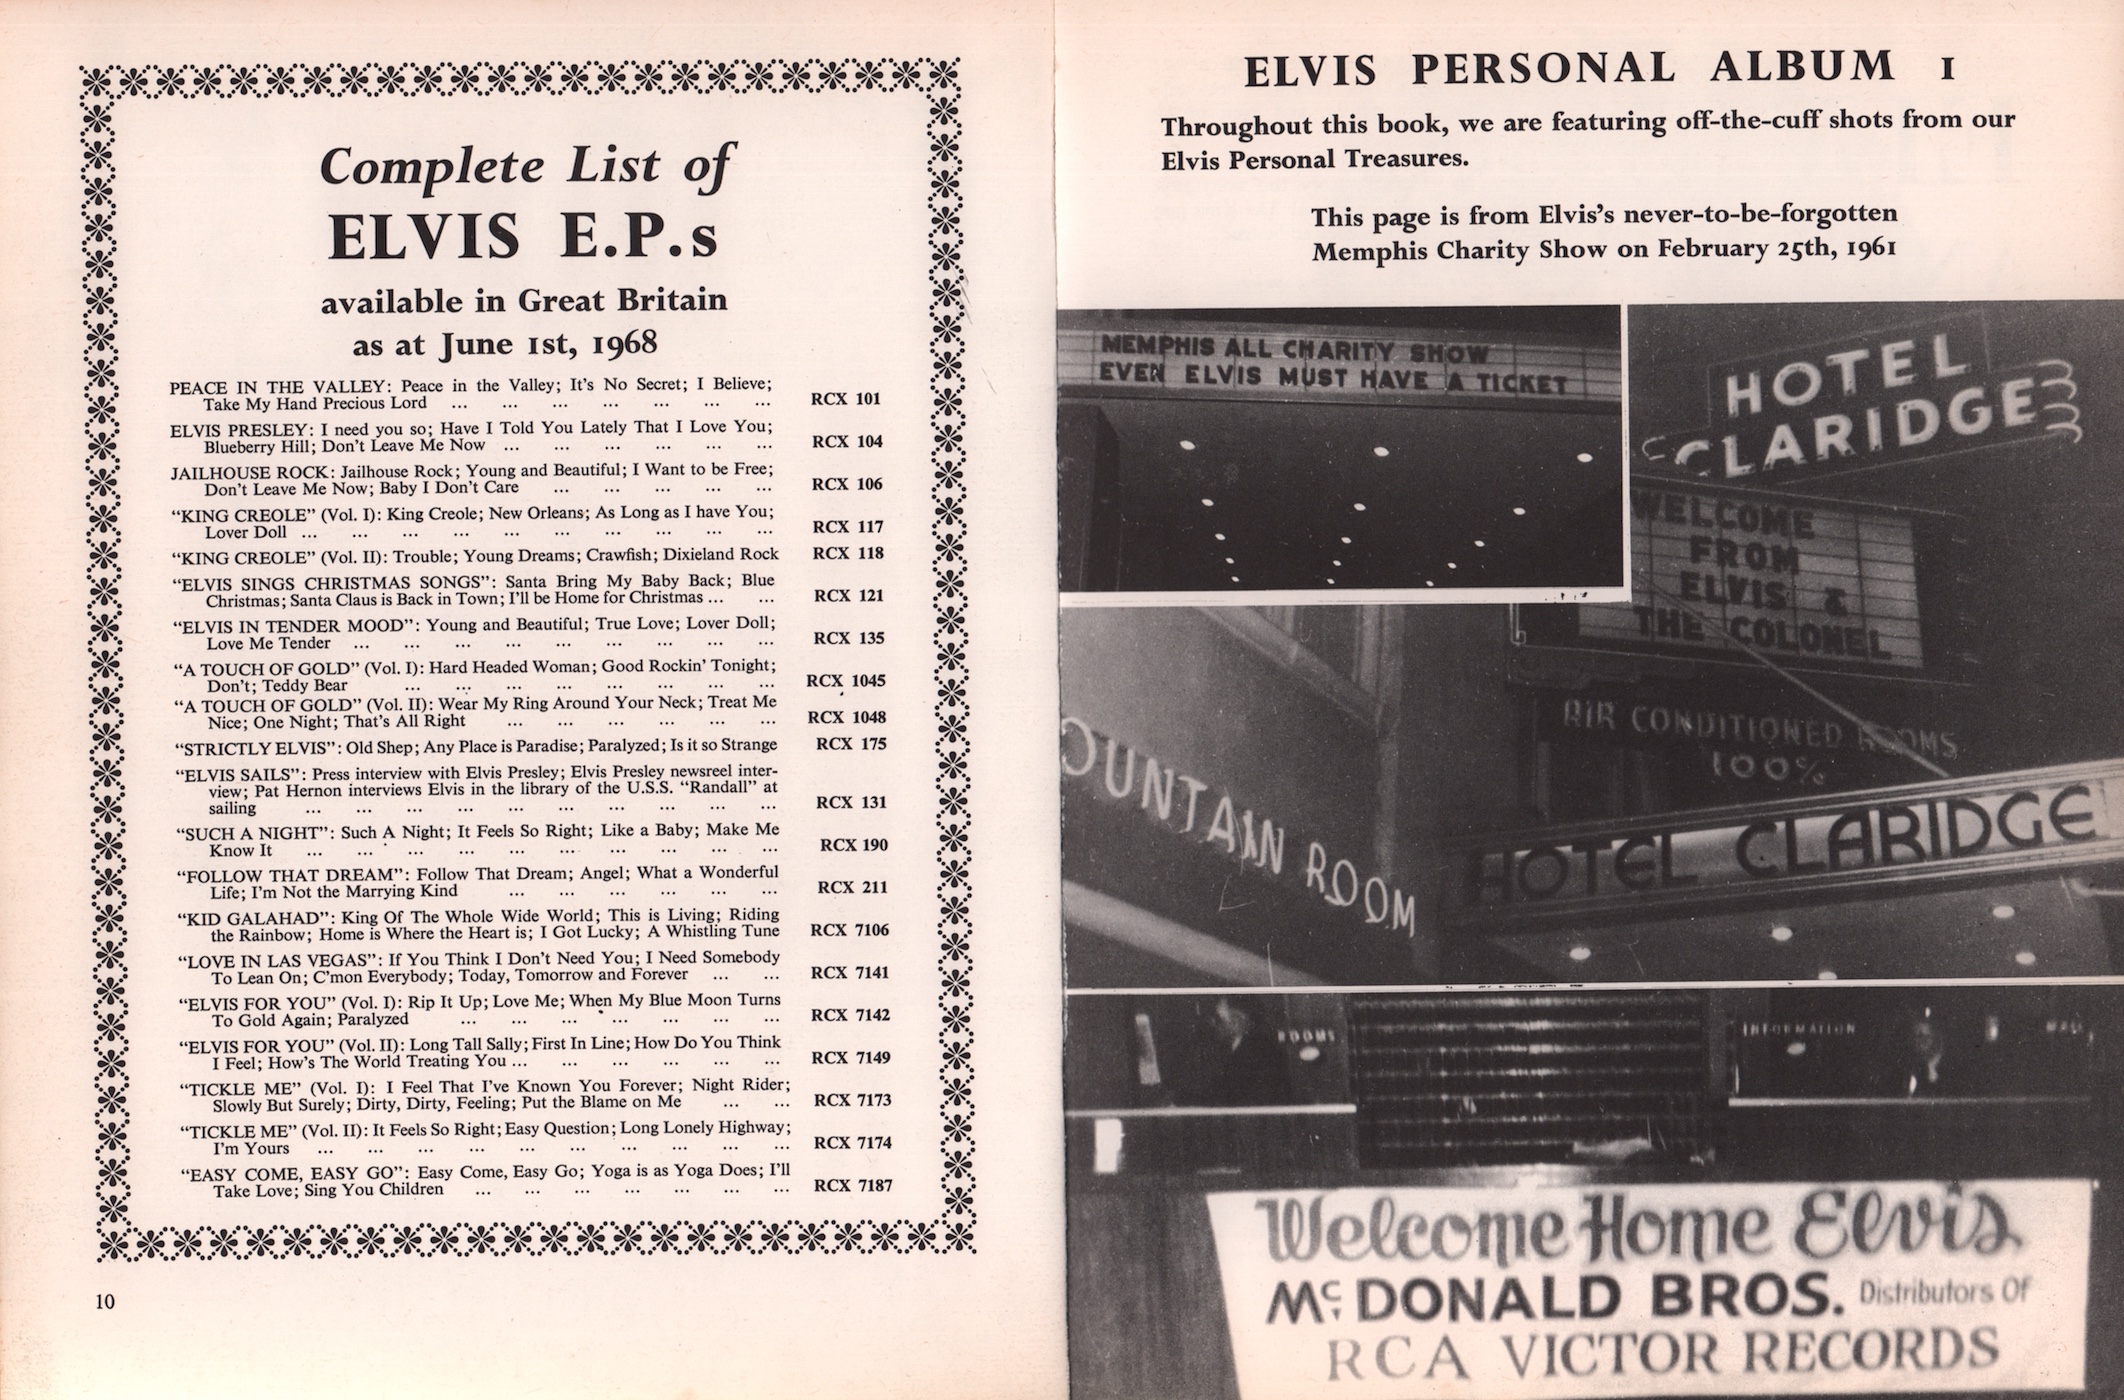 Complete List of
ELVIS E.P.s
available in Great Britain
as at June 1st, 1968
PEACE IN THE VALLEY: Peace in the Valley; It's No Secret; I Believe;
Take My Hand Precious Lord ... ... ... ... ... ... ... RCX 101
ELVIS PRESLEY: I need you so; Have I Told You Lately That I Love You;
Blueberry Hill; Don't Leave Me Now ... ... ... ... ... ... RCX 104
JAILHOUSE ROCK: Jailhouse Rock; Young and Beautiful; I Want to be Free;
Don't Leave Me Now; Baby I Don't Care ... ... ... ... ... RCX 106
"KING CREOLE" (Vol. I): King Creole; New Orleans; As Long as I have You;
Lover Doll ... ... ... ... ... ... ... ... ... ... RCX 117
"KING CREOLE" (Vol. II): Trouble; Young Dreams; Crawfish; Dixieland Rock RCX 118
"ELVIS SINGS CHRISTMAS SONGS": Santa Bring My Baby Back; Blue
Christmas; Santa Claus is Back in Town; I'll be Home for Christmas ... ... RCX 121
"ELVIS IN TENDER MOOD": Young and Beautiful; True Love; Lover Doll;
Love Me Tender ... ... ... ... ... ... ... ... ... RCX 135
"A TOUCH OF GOLD" (Vol. I): Hard Headed Woman; Good Rockin' Tonight;
Don't; Teddy Bear ... ... ... ... ... ... ... ... RCX 1045
"A TOUCH OF GOLD" (Vol. II): Wear My Ring Around Your Neck; Treat Me
Nice; One Night; That's All Right ... ... ... ... ... ... RCX 1048
"STRICTLY ELVIS": Old Shep; Any Place is Paradise; Paralyzed; Is it so Strange RCX 175
"ELVIS SAILS": Press interview with Elvis Presley; Elvis Presley newsreel inter-
view; Pat Hernon interviews Elvis in the library of the U.S.S. "Randall" at
sailing ... ... ... ... ... ... ... ... ... ... RCX 131
"SUCH A NIGHT": Such A Night; It Feels So Right; Like a Baby; Make Me
Know It ... ... ... ... ... ... ... ... ... ... RCX 190
"FOLLOW THAT DREAM": Follow That Dream; Angel; What a Wonderful
Life; I'm Not the Marrying Kind ... ... ... ... ... ... RCX 211
"KID GALAHAD": King Of The Whole Wide World; This is Living; Riding
the Rainbow; Home is Where the Heart is; I Got Lucky; A Whistling Tune RCX 7106
"LOVE IN LAS VEGAS": If You Think I Don't Need You; I Need Somebody
To Lean On; C'mon Everybody; Today, Tomorrow and Forever ... ... RCX 7141
"ELVIS FOR YOU" (Vol. I): Rip It Up; Love Me; When My Blue Moon Turns
To Gold Again; Paralyzed ... ... ... ... ... ... ... RCX 7142
"ELVIS FOR YOU" (Vol. II): Long Tall Sally; First In Line; How Do You Think
I Feel; How's The World Treating You ... ... ... ... ... ... RCX 7149
"TICKLE ME" (Vol. I): I Feel That I've Known You Forever; Night Rider;
Slowly But Surely; Dirty, Dirty, Feeling; Put the Blame on Me ... ... RCX 7173
"TICKLE ME" (Vol. II): It Feels So Right; Easy Question; Long Lonely Highway;
I'm Yours ... ... ... ... ... ... ... ... ... ... RCX 7174
"EASY COME, EASY GO": Easy Come, Easy Go; Yoga is as Yoga Does; I'll
Take Love; Sing You Children ... ... ... ... ... ... ... RCX 7187
10
ELVIS PERSONAL ALBUM 1
Throughout this book, we are featuring off-the-cuff shots from our
Elvis Personal Treasures.
This page is from Elvis's never-to-be-forgotten
Memphis Charity Show on February 25th, 1961
MEMPHIS ALL CHARITY SHOW
EVEN ELVIS MUST HAVE A TICKET
HOTEL
CLARIDGE
WELCOME
FROM
ELVIS &
THE COLONEL
AIR CONDITIONED ROOMS
100%
OUNTAIN ROOM
HOTEL CLARIDGE
ROOMS
INFORMATION
Welcome Home Elvis
Mc DONALD BROS. Distributors Of
RCA VICTOR RECORDS